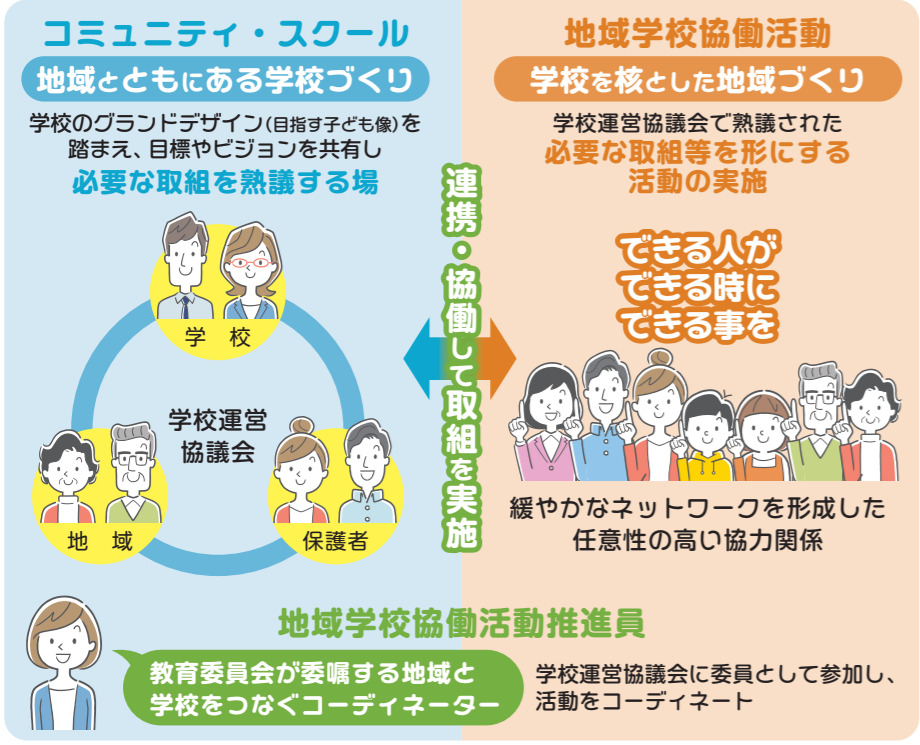 コミュニティ・スクール
地域とともにある学校づくり
学校のグランドデザイン(目指す子ども像)を
踏まえ、目標やビジョンを共有し
必要な取組を熟議する場
学校
学校運営
協議会
地域
保護者
連携・協働して取組を実施
地域学校協働活動
学校を核とした地域づくり
学校運営協議会で熟議された
必要な取組等を形にする
活動の実施
できる人が
できる時に
できる事を
緩やかなネットワークを形成した
任意性の高い協力関係
地域学校協働活動推進員
教育委員会が委嘱する地域と
学校をつなぐコーディネーター
学校運営協議会に委員として参加し、
活動をコーディネート